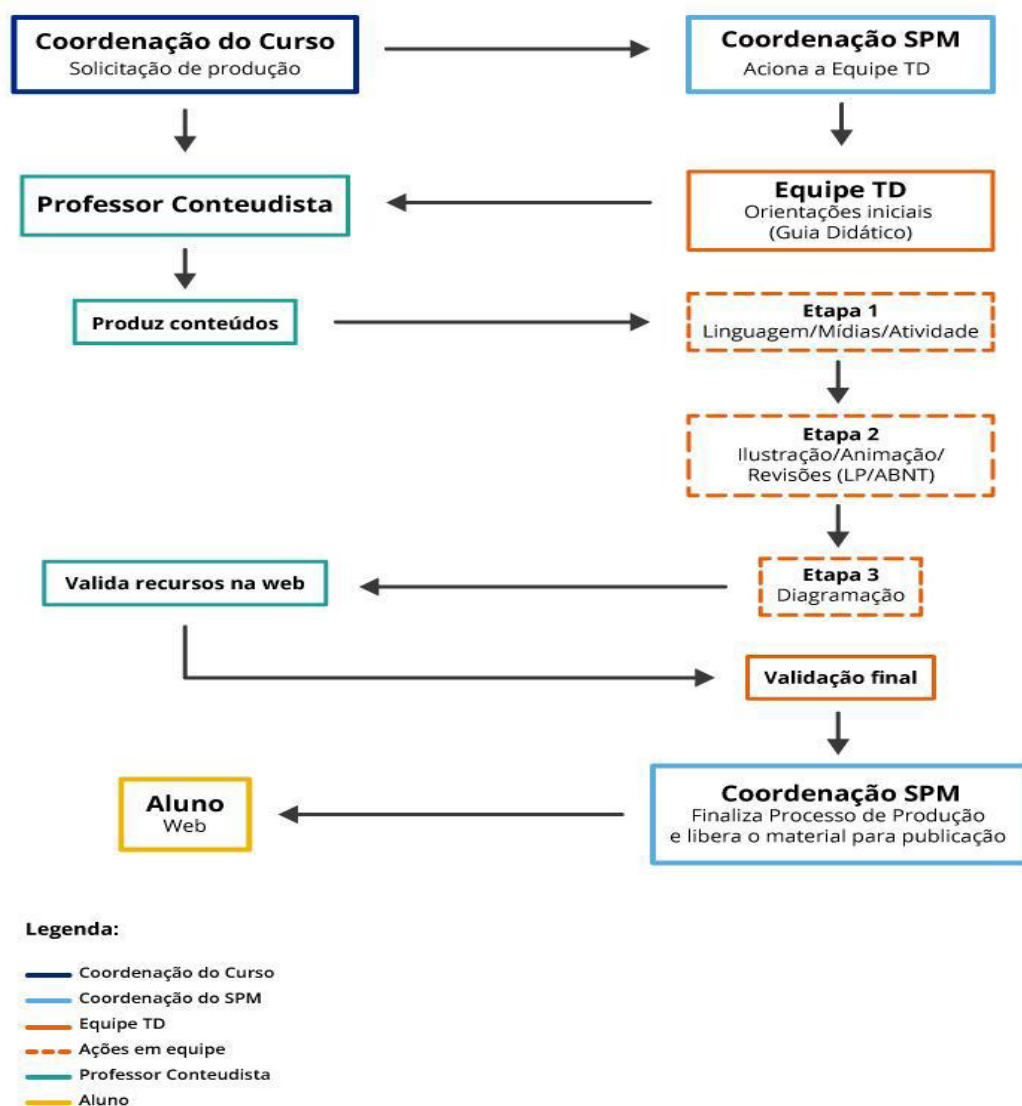 Coordenação do Curso
Solicitação de produção
Coordenação SPM
Aciona a Equipe TD
Professor Conteudista
Equipe TD
Orientações iniciais
(Guia Didático)
Produz conteúdos
Etapa 1
Linguagem/Mídias/Atividade
Etapa 2
Ilustração/Animação/
Revisões (LP/ABNT)
Valida recursos na web
Etapa 3
Diagramação
Validação final
Aluno
Web
Coordenação SPM
Finaliza Processo de Produção
e libera o material para publicação
Legenda:
Coordenação do Curso
Coordenação do SPM
Equipe TD
Ações em equipe
Professor Conteudista
Aluno